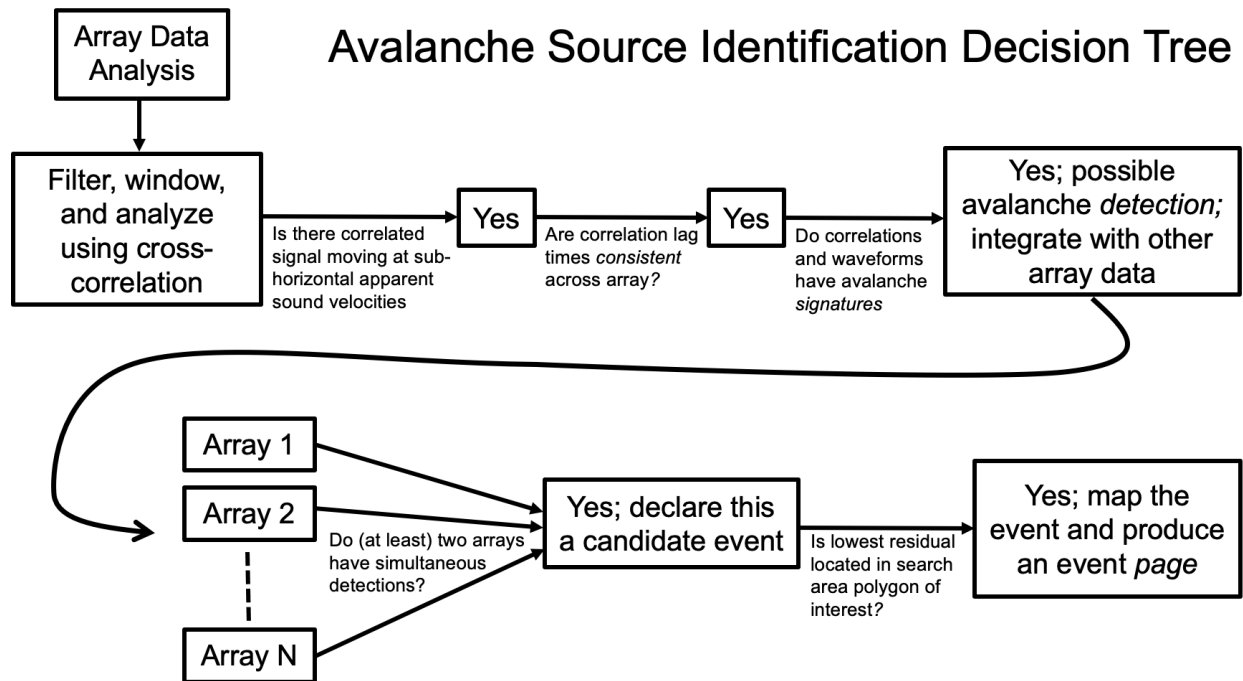 Array Data
Analysis
Avalanche Source Identification Decision Tree
Filter, window,
and analyze
using cross-
correlation
Is there correlated
signal moving at sub-
horizontal apparent
sound velocities
Yes
Are correlation lag
times consistent
across array?
Yes
Do correlations
and waveforms
have avalanche
signatures
Yes; possible
avalanche detection;
integrate with other
array data
Array 1
Array 2
Array N
Do (at least) two arrays
have simultaneous
detections?
Yes; declare this
a candidate event
Is lowest residual
located in search
area polygon of
interest?
Yes; map the
event and produce
an event page